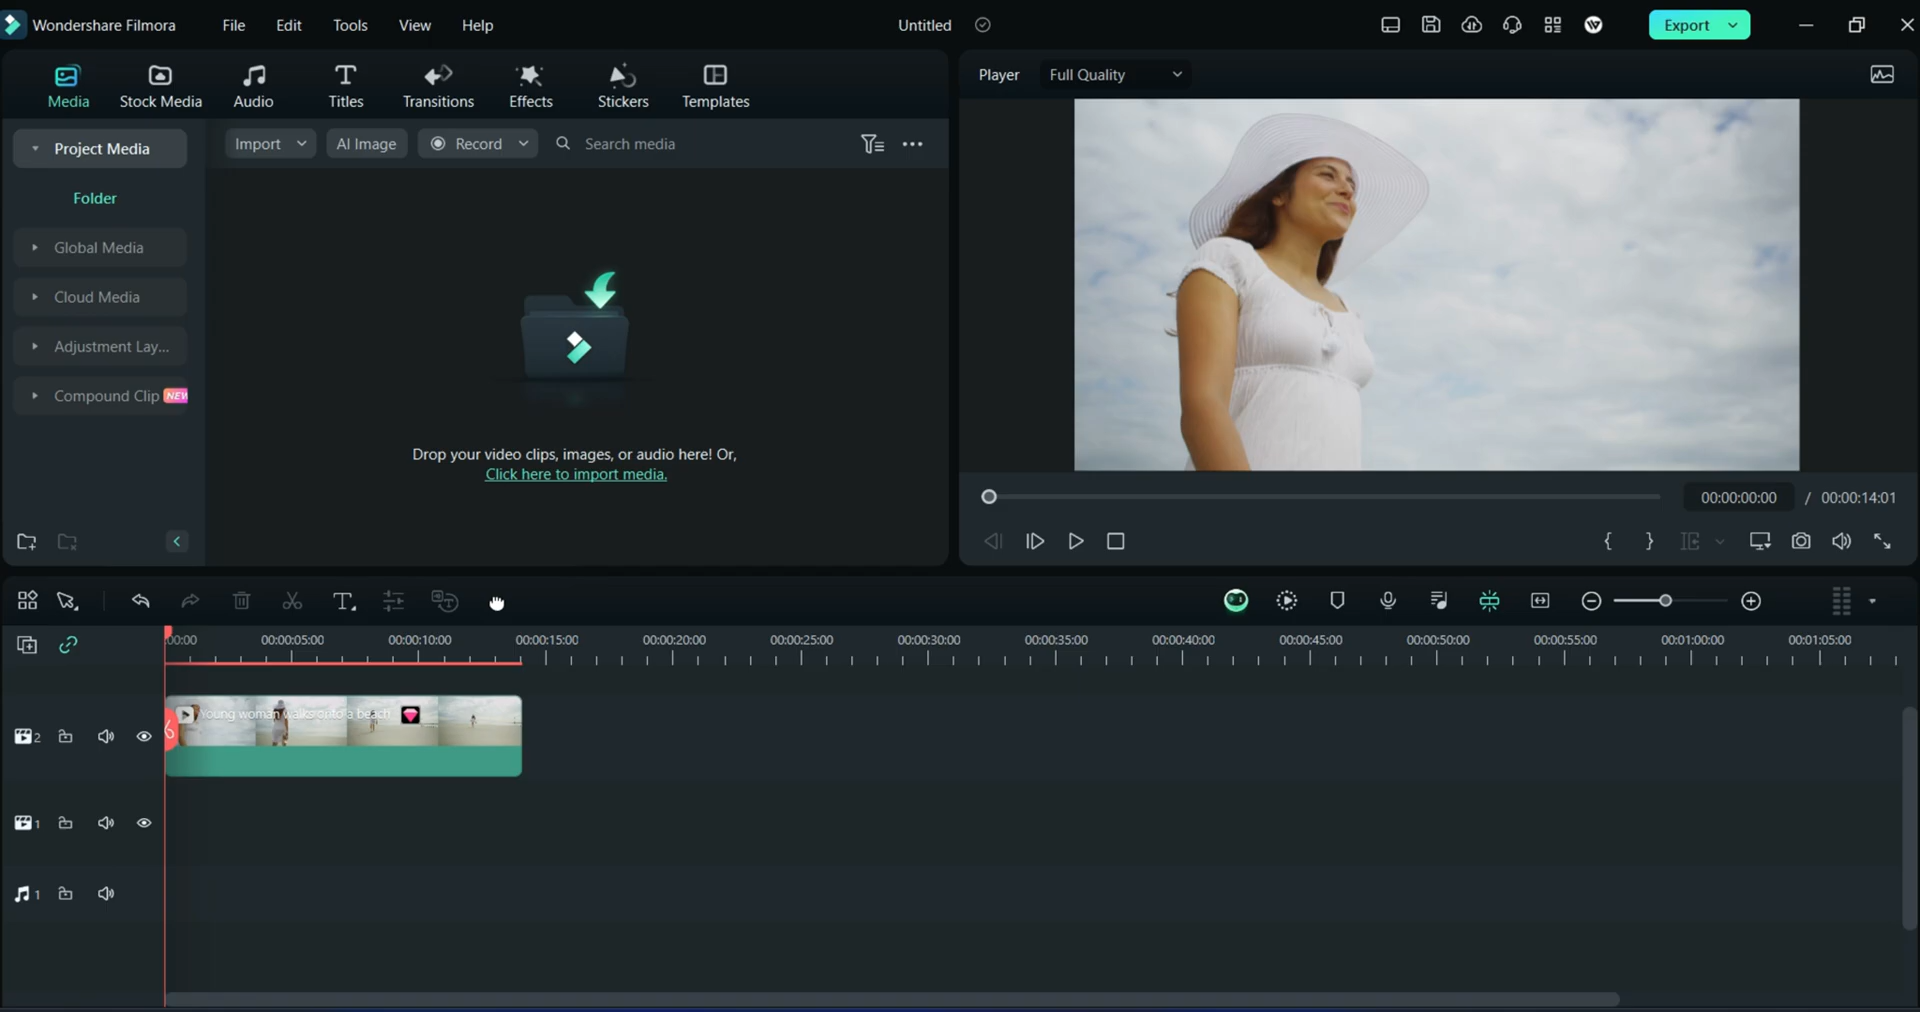 Wondershare Filmora File Edit Tools View Help Untitled Export
Media Stock Media Audio Titles Transitions Effects Stickers Templates
Player Full Quality
Project Media
Import AI Image Record Search media
Folder
Global Media
Cloud Media
Adjustment Lay...
Compound Clip NEW
Drop your video clips, images, or audio here! Or,
Click here to import media.
00:00:00:00 / 00:00:14:01
:00:00 00:00:05:00 00:00:10:00 00:00:15:00 00:00:20:00 00:00:25:00 00:00:30:00 00:00:35:00 00:00:40:00 00:00:45:00 00:00:50:00 00:00:55:00 00:01:00:00 00:01:05:00
Young woman walks onto a beach
2
1
1